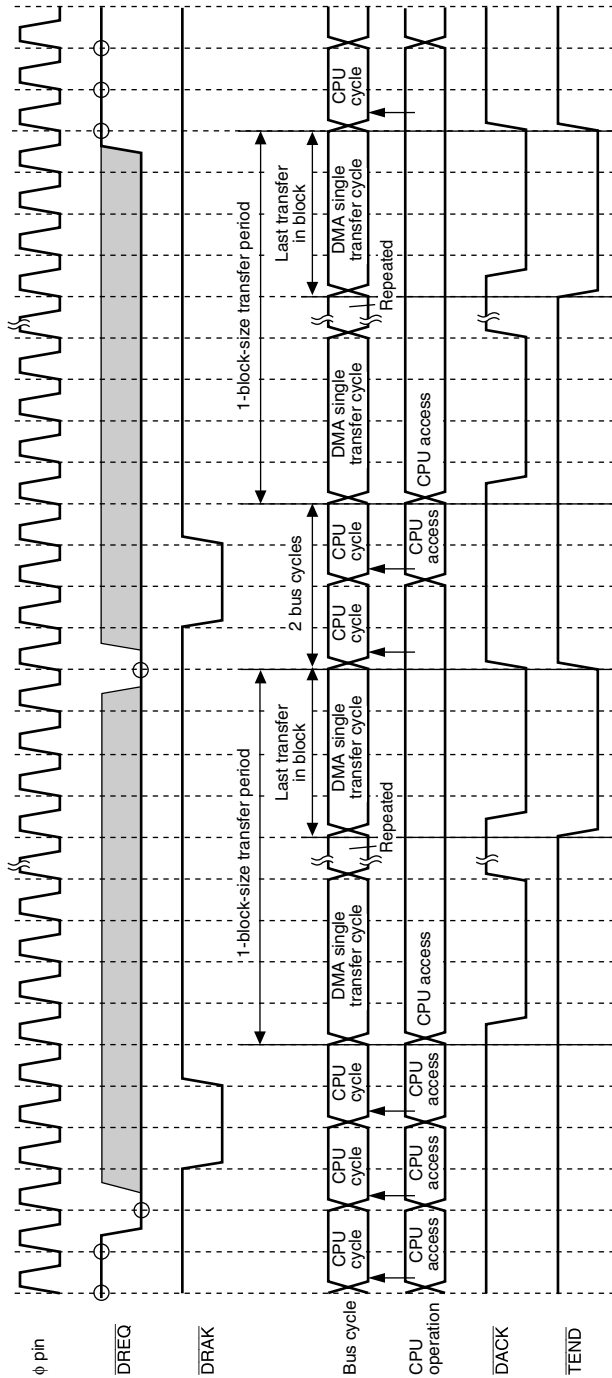 φ pin
DREQ
DRAK
1-block-size transfer period
1-block-size transfer period
Last transfer
in block
2 bus cycles
Last transfer
in block
Bus cycle
CPU
cycle
CPU
cycle
CPU
cycle
DMA single
transfer cycle
DMA single
transfer cycle
CPU
cycle
CPU
cycle
DMA single
transfer cycle
DMA single
transfer cycle
CPU
cycle
Repeated
Repeated
CPU
operation
CPU
access
CPU
access
CPU
access
CPU access
CPU
access
CPU access
DACK
TEND